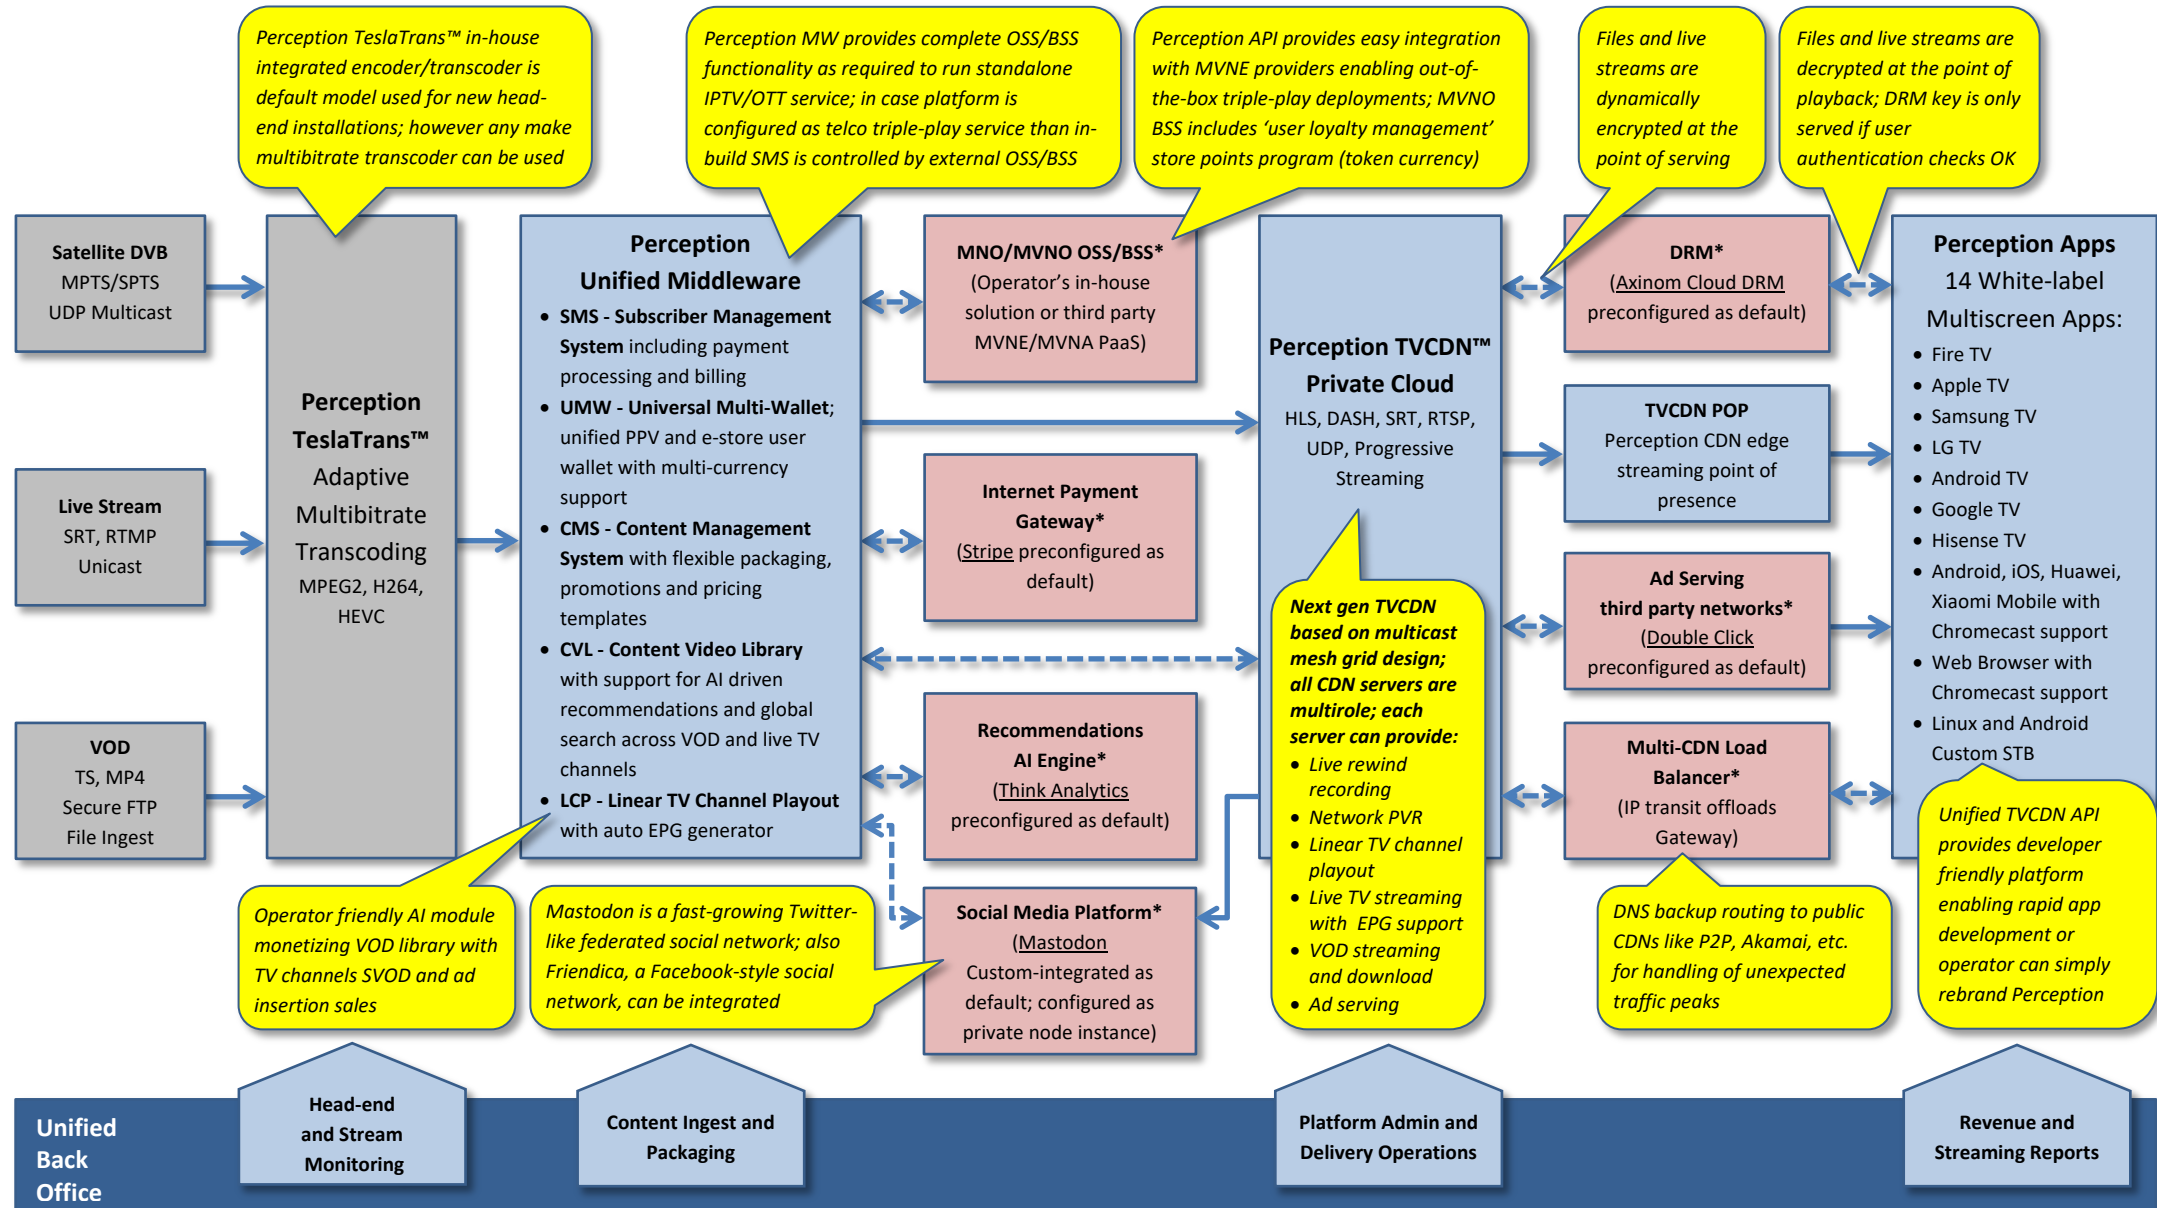 Perception TeslaTrans™ in-house
integrated encoder/transcoder is
default model used for new head-
end installations; however any make
multibitrate transcoder can be used
Perception MW provides complete OSS/BSS
functionality as required to run standalone
IPTV/OTT service; in case platform is
configured as telco triple-play service than in-
build SMS is controlled by external OSS/BSS
Perception API provides easy integration
with MVNE providers enabling out-of-
the-box triple-play deployments; MVNO
BSS includes ‘user loyalty management’
store points program (token currency)
Files and live
streams are
dynamically
encrypted at the
point of serving
Files and live streams are
decrypted at the point of
playback; DRM key is only
served if user
authentication checks OK
Satellite DVB
MPTS/SPTS
UDP Multicast
Live Stream
SRT, RTMP
Unicast
VOD
TS, MP4
Secure FTP
File Ingest
Perception
TeslaTrans™
Adaptive
Multibitrate
Transcoding
MPEG2, H264,
HEVC
Perception
Unified Middleware
• SMS - Subscriber Management
System including payment
processing and billing
• UMW - Universal Multi-Wallet;
unified PPV and e-store user
wallet with multi-currency
support
• CMS - Content Management
System with flexible packaging,
promotions and pricing
templates
• CVL - Content Video Library
with support for AI driven
recommendations and global
search across VOD and live TV
channels
• LCP - Linear TV Channel Playout
with auto EPG generator
MNO/MVNO OSS/BSS*
(Operator’s in-house
solution or third party
MVNE/MVNA PaaS)
Internet Payment
Gateway*
(Stripe preconfigured as
default)
Recommendations
AI Engine*
(Think Analytics
preconfigured as default)
Social Media Platform*
(Mastodon
Custom-integrated as
default; configured as
private node instance)
Perception TVCDN™
Private Cloud
HLS, DASH, SRT, RTSP,
UDP, Progressive
Streaming
Next gen TVCDN
based on multicast
mesh grid design;
all CDN servers are
multirole; each
server can provide:
• Live rewind
recording
• Network PVR
• Linear TV channel
playout
• Live TV streaming
with EPG support
• VOD streaming
and download
• Ad serving
DRM*
(Axinom Cloud DRM
preconfigured as default)
TVCDN POP
Perception CDN edge
streaming point of
presence
Ad Serving
third party networks*
(Double Click
preconfigured as default)
Multi-CDN Load
Balancer*
(IP transit offloads
Gateway)
Perception Apps
14 White-label
Multiscreen Apps:
• Fire TV
• Apple TV
• Samsung TV
• LG TV
• Android TV
• Google TV
• Hisense TV
• Android, iOS, Huawei,
Xiaomi Mobile with
Chromecast support
• Web Browser with
Chromecast support
• Linux and Android
Custom STB
Operator friendly AI module
monetizing VOD library with
TV channels SVOD and ad
insertion sales
Mastodon is a fast-growing Twitter-
like federated social network; also
Friendica, a Facebook-style social
network, can be integrated
DNS backup routing to public
CDNs like P2P, Akamai, etc.
for handling of unexpected
traffic peaks
Unified TVCDN API
provides developer
friendly platform
enabling rapid app
development or
operator can simply
rebrand Perception
Unified
Back
Office
Head-end
and Stream
Monitoring
Content Ingest and
Packaging
Platform Admin and
Delivery Operations
Revenue and
Streaming Reports